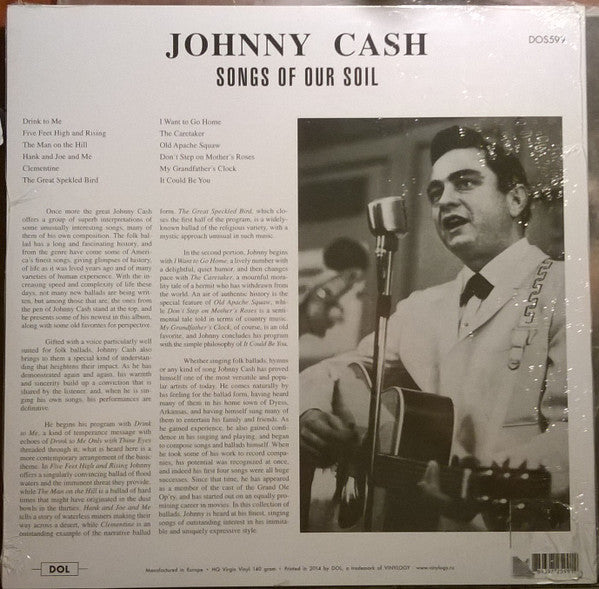 JOHNNY CASH
DOS599
SONGS OF OUR SOIL
Drink to Me
Five Feet High and Rising
The Man on the Hill
Hank and Joe and Me
Clementine
The Great Spekled Bird
I Want to Go Home
The Caretaker
Old Apache Squaw
Don't Step on Mother's Roses
My Grandfather's Clock
It Could Be You
Once more the great Johnny Cash
offers a group of superb interpretations of
some unusually interesting songs, many of
them of his own composition. The folk bal-
lad has a long and fascinating history, and
from the genre have come some of Ameri-
ca's finest songs, giving glimpses of history,
of life as it was lived years ago and of many
varieties of human experience. With the in-
creasing speed and complexity of life these
days, not many new ballads are being writ-
ten, but among those that are, the ones from
the pen of Johnny Cash stand at the top, and
he presents some of his newest in this album,
along with some old favorites for perspective.
Gifted with a voice particularly well
suited for folk ballads, Johnny Cash also
brings to them a special kind of understan-
ding that heightens their impact. As he has
demonstrated again and again, his warmth
and sincerity build up a conviction that is
shared by the listener, and, when he is sin-
ging his own songs, his performances are
definitive.
He begins his program with Drink
to Me, a kind of temperance message with
echoes of Drink to Me Only with Thine Eyes
threaded through it. what is heard here is a
more contemporary arrangement of the basic
theme. In Five Feet High and Rising Johnny
offers a singularly convincing ballad of flood
waters and the imminent threat they provide,
while The Man on the Hill is a ballad of hard
times that might have originated in the dust
bowls in the thirties. Hank and Joe and Me
tells a story of waterless miners making their
way across a desert, while Clementine is an
outstanding example of the narrative ballad
form. The Great Speckled Bird, which clo-
ses the first half of the program, is a widely-
known ballad of the religious variety, with a
mystic approach unusual in such music.
In the second portion, Johnny begins
with I Want to Go Home, a lively number with
a delightful, quiet humor, and then changes
pace with The Caretaker, a mournful mora-
lity tale of a hermit who has withdrawn from
the world. An air of authentic history is the
special feature of Old Apache Squaw, whi-
le Don't Step on Mother's Roses is a senti-
mental tale told in terms of country music.
My Grandfather's Clock, of course, is an old
favorite, and Johnny concludes his program
with the simple philosophy of It Could Be You.
Whether singing folk ballads, hymns
or any kind of song Johnny Cash has proved
himself one of the most versatile and popu-
lar artists of today. He comes naturally by
his feeling for the ballad form, having heard
many of them in his home town of Dyess,
Arkansas, and having himself sung many of
them to entertain his family and friends. As
he gained experience, he also gained confi-
dence in his singing and playing, and began
to compose songs and ballads himself. When
he took some of his work to record compa-
nies, his potential was recognized at once,
and indeed his first four songs were all huge
successes. Since that time, he has appeared
as a member of the cast of the Grand Ole
Op'ry, and has started out on an equally pro-
mising career in movies. In this collection of
ballads, Johnny is heard at his finest, singing
songs of outstanding interest in his inimita-
ble and uniquely expressive style.
DOL
Manufactured in Europe • HQ Virgin Vinyl 140 gram • Printed in 2014 by DOL, a trademark of VINYLOGY www.vinylogy.ru